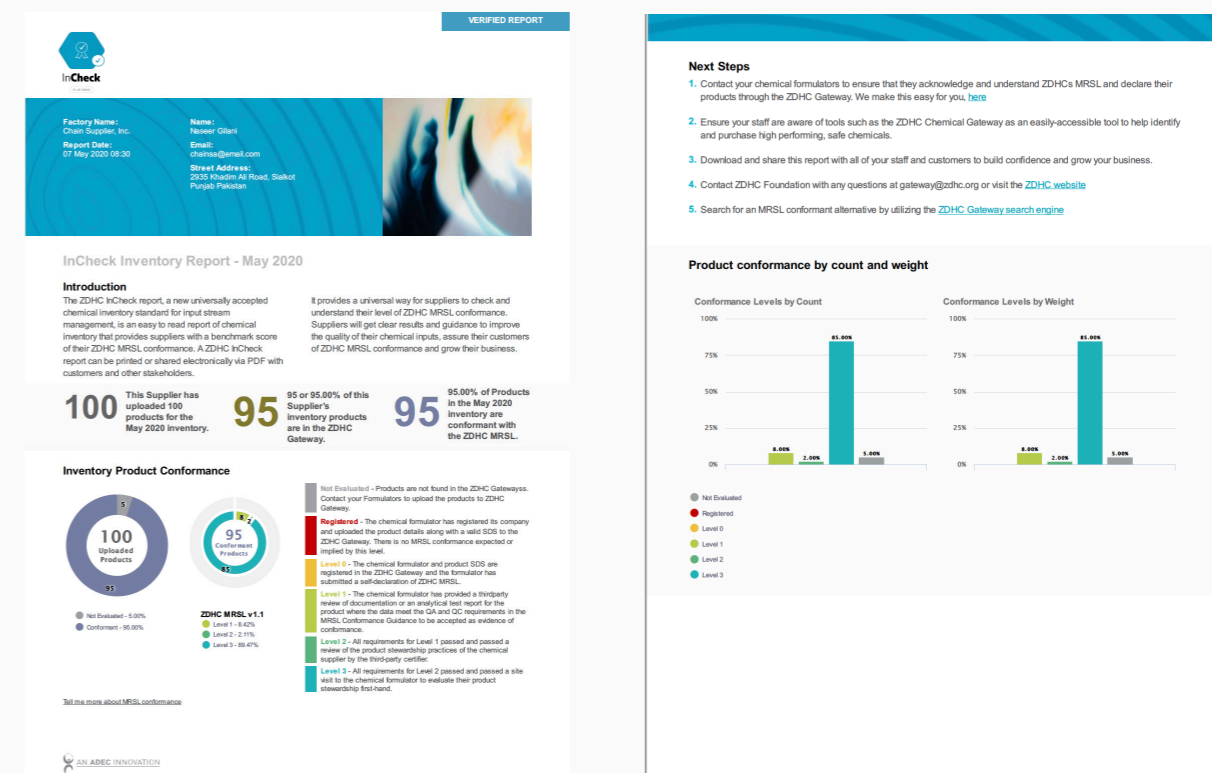 VERIFIED REPORT
InCheck
Factory Name:
Chain Supplier, Inc.
Report Date:
07 May 2020 08:30
Name:
Naseer Gilani
Email:
chainsa@email.com
Street Address:
2935 Khadim Ali Road, Sialkot
Punjab Pakistan
InCheck Inventory Report - May 2020
Introduction
The ZDHC InCheck report, a new universally accepted
chemical inventory standard for input stream
management, is an easy to read report of chemical
inventory that provides suppliers with a benchmark score
of their ZDHC MRSL conformance. A ZDHC InCheck
report can be printed or shared electronically via PDF with
customers and other stakeholders.
It provides a universal way for suppliers to check and
understand their level of ZDHC MRSL conformance.
Suppliers will get clear results and guidance to improve
the quality of their chemical inputs, assure their customers
of ZDHC MRSL conformance and grow their business.
100
This Supplier has
uploaded 100
products for the
May 2020 inventory.
95
95 or 95.00% of this
Supplier's
inventory products
are in the ZDHC
Gateway.
95
95.00% of Products
in the May 2020
inventory are
conformant with
the ZDHC MRSL.
Inventory Product Conformance
5
100
Uploaded
Products
95
Not Evaluated - 5.00%
Conformant - 95.00%
8
2
95
Conformant
Products
85
ZDHC MRSL v1.1
Level 1 - 8.42%
Level 2 - 2.11%
Level 3 - 89.47%
Not Evaluated - Products are not found in the ZDHC Gatewayss.
Contact your Formulators to upload the products to ZDHC
Gateway.
Registered - The chemical formulator has registered its company
and uploaded the product details along with a valid SDS to the
ZDHC Gateway. There is no MRSL conformance expected or
implied by this level.
Level 0 - The chemical formulator and product SDS are
registered in the ZDHC Gateway and the formulator has
submitted a self-declaration of ZDHC MRSL.
Level 1 - The chemical formulator has provided a thirdparty
review of documentation or an analytical test report for the
product where the data meet the QA and QC requirements in the
MRSL Conformance Guidance to be accepted as evidence of
conformance.
Level 2 - All requirements for Level 1 passed and passed a
review of the product stewardship practices of the chemical
supplier by the third-party certifier.
Level 3 - All requirements for Level 2 passed and passed a site
visit to the chemical formulator to evaluate their product
stewardship first-hand.
Tell me more about MRSL conformance
AN ADEC INNOVATION
Next Steps
1. Contact your chemical formulators to ensure that they acknowledge and understand ZDHCs MRSL and declare their
products through the ZDHC Gateway. We make this easy for you, here
2. Ensure your staff are aware of tools such as the ZDHC Chemical Gateway as an easily-accessible tool to help identify
and purchase high performing, safe chemicals.
3. Download and share this report with all of your staff and customers to build confidence and grow your business.
4. Contact ZDHC Foundation with any questions at gateway@zdhc.org or visit the ZDHC website
5. Search for an MRSL conformant alternative by utilizing the ZDHC Gateway search engine
Product conformance by count and weight
Conformance Levels by Count
100%
75%
50%
25%
0%
8.00%
2.00%
85.00%
5.00%
Conformance Levels by Weight
100%
75%
50%
25%
0%
8.00%
2.00%
85.00%
5.00%
Not Evaluated
Registered
Level 0
Level 1
Level 2
Level 3